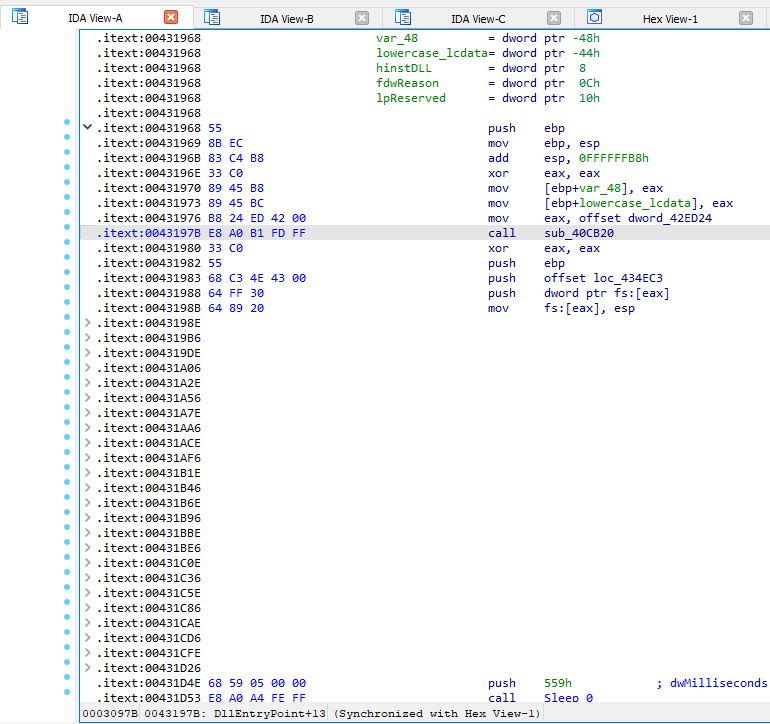 IDA View-A IDA View-B IDA View-C Hex View-1
.itext:00431968 var_48 = dword ptr -48h
.itext:00431968 lowercase_lcdata= dword ptr -44h
.itext:00431968 hinstDLL = dword ptr 8
.itext:00431968 fdwReason = dword ptr 0Ch
.itext:00431968 lpReserved = dword ptr 10h
.itext:00431968
.itext:00431968 55 push ebp
.itext:00431969 8B EC mov ebp, esp
.itext:0043196B 83 C4 B8 add esp, 0FFFFFFB8h
.itext:0043196E 33 C0 xor eax, eax
.itext:00431970 89 45 B8 mov [ebp+var_48], eax
.itext:00431973 89 45 BC mov [ebp+lowercase_lcdata], eax
.itext:00431976 B8 24 ED 42 00 mov eax, offset dword_42ED24
.itext:0043197B E8 A0 B1 FD FF call sub_40CB20
.itext:00431980 33 C0 xor eax, eax
.itext:00431982 55 push ebp
.itext:00431983 68 C3 4E 43 00 push offset loc_434EC3
.itext:00431988 64 FF 30 push dword ptr fs:[eax]
.itext:0043198B 64 89 20 mov fs:[eax], esp
.itext:0043198E
.itext:004319B6
.itext:004319DE
.itext:00431A06
.itext:00431A2E
.itext:00431A56
.itext:00431A7E
.itext:00431AA6
.itext:00431ACE
.itext:00431AF6
.itext:00431B1E
.itext:00431B46
.itext:00431B6E
.itext:00431B96
.itext:00431BBE
.itext:00431BE6
.itext:00431C0E
.itext:00431C36
.itext:00431C5E
.itext:00431C86
.itext:00431CAE
.itext:00431CD6
.itext:00431CFE
.itext:00431D26
.itext:00431D4E 68 59 05 00 00 push 559h ; dwMilliseconds
.itext:00431D53 E8 A0 A4 FE FF call Sleep_0
0003097B 0043197B: DllEntryPoint+13 (Synchronized with Hex View-1)